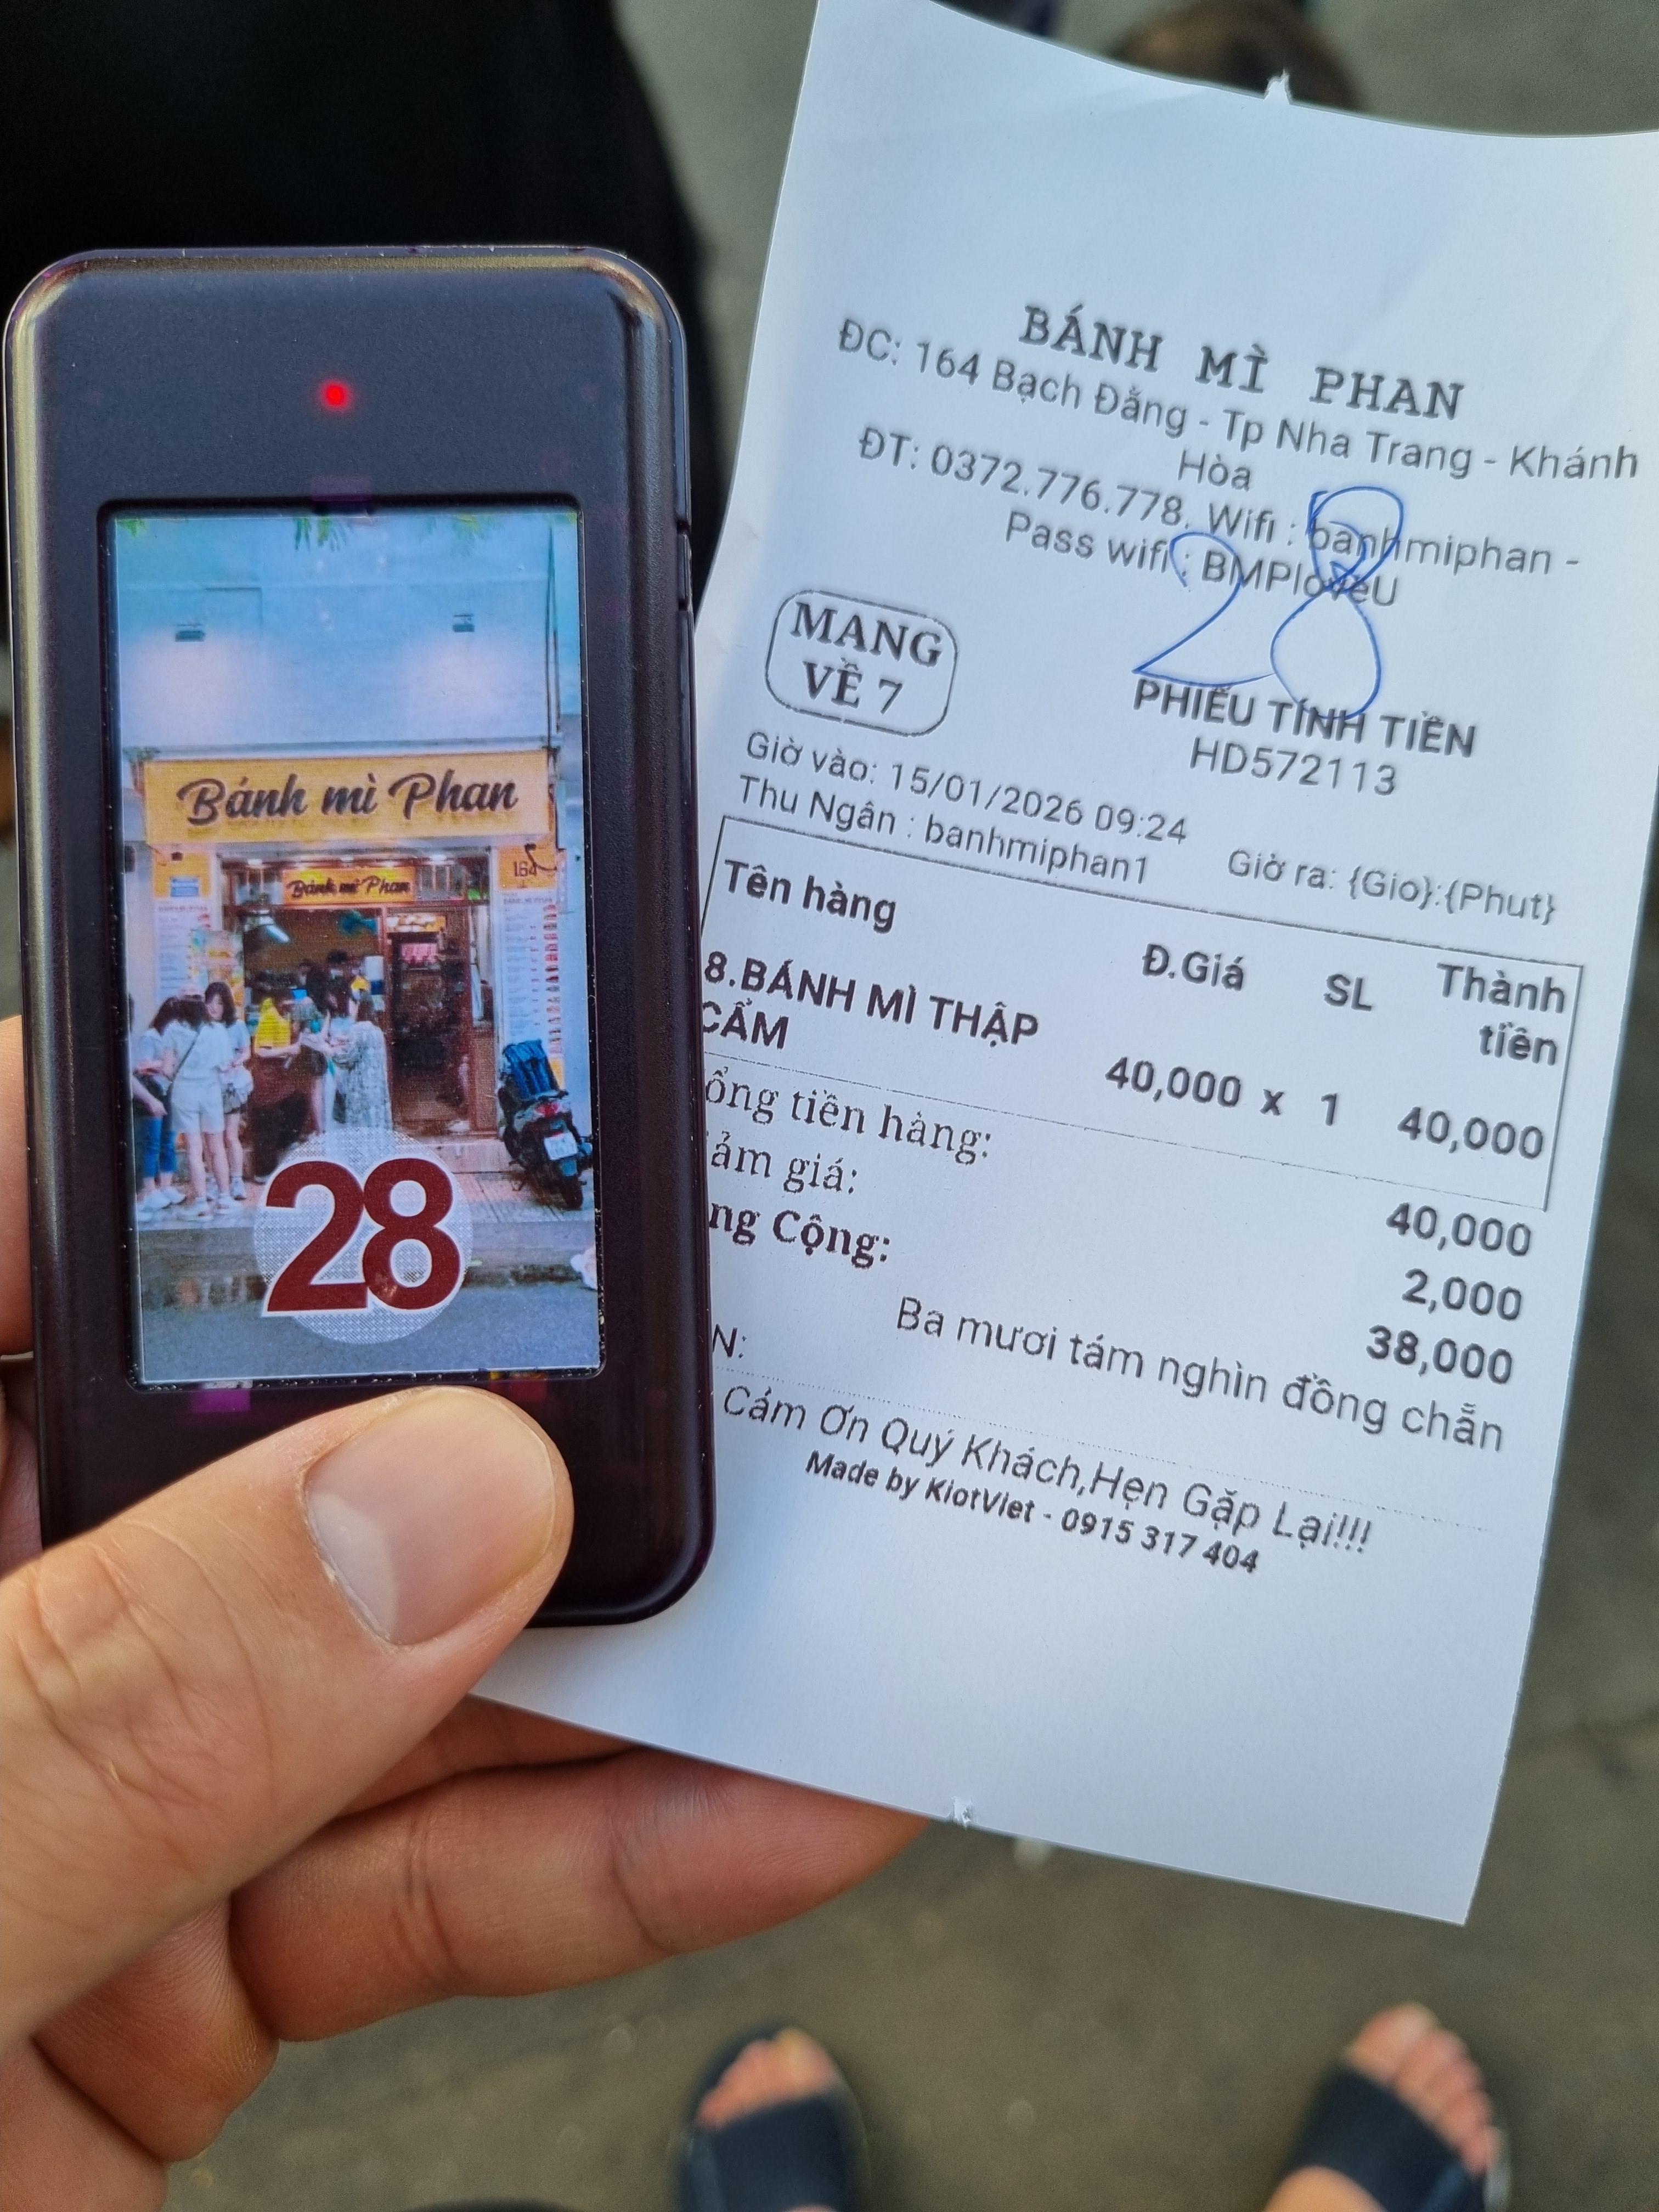 Bánh mì Phan
Bánh mì Phan
164
28
BÁNH MÌ PHAN
ĐC: 164 Bạch Đằng - Tp Nha Trang - Khánh
Hòa
ĐT: 0372.776.778. Wifi : banhmiphan -
Pass wifi : BMPloveU
28
MANG
VỀ 7
PHIẾU TÍNH TIỀN
HD572113
Giờ vào: 15/01/2026 09:24
Giờ ra: {Gio}:{Phut}
Thu Ngân : banhmiphan1
Tên hàng Đ.Giá SL Thành
tiền
8.BÁNH MÌ THẬP
CẨM
40,000 x 1 40,000
ổng tiền hàng: 40,000
ảm giá: 2,000
ng Cộng: 38,000
Ba mươi tám nghìn đồng chẵn
N:
Cám Ơn Quý Khách,Hẹn Gặp Lại!!!
Made by KiotViet - 0915 317 404